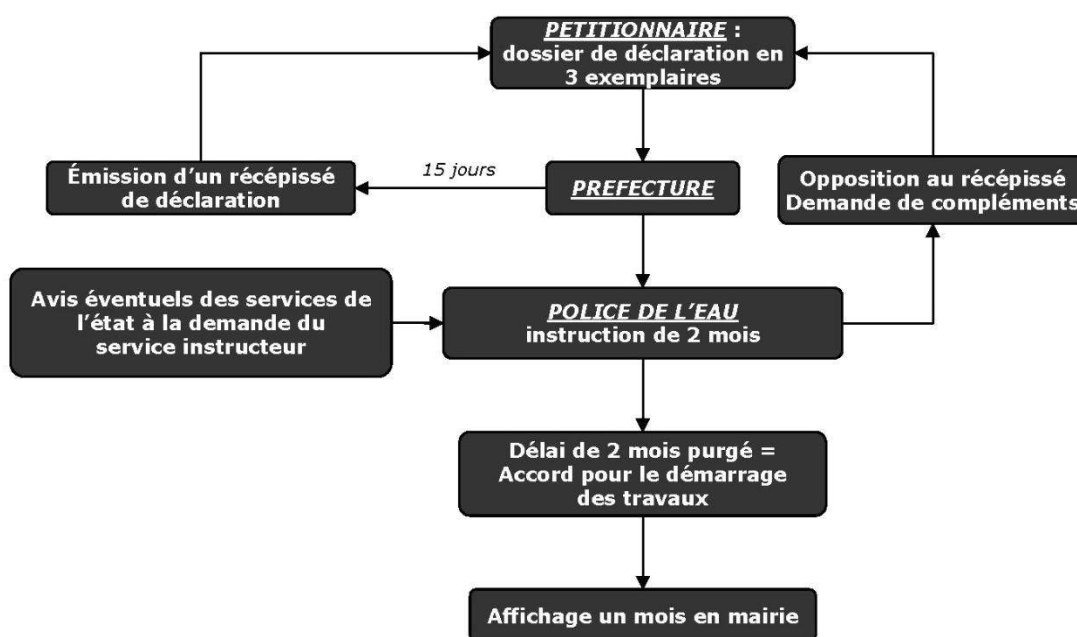 PETITIONNAIRE :
dossier de déclaration en
3 exemplaires
Émission d'un récépissé
de déclaration
15 jours
PREFECTURE
Opposition au récépissé
Demande de compléments
Avis éventuels des services de
l'état à la demande du
service instructeur
POLICE DE L'EAU
instruction de 2 mois
Délai de 2 mois purgé =
Accord pour le démarrage
des travaux
Affichage un mois en mairie